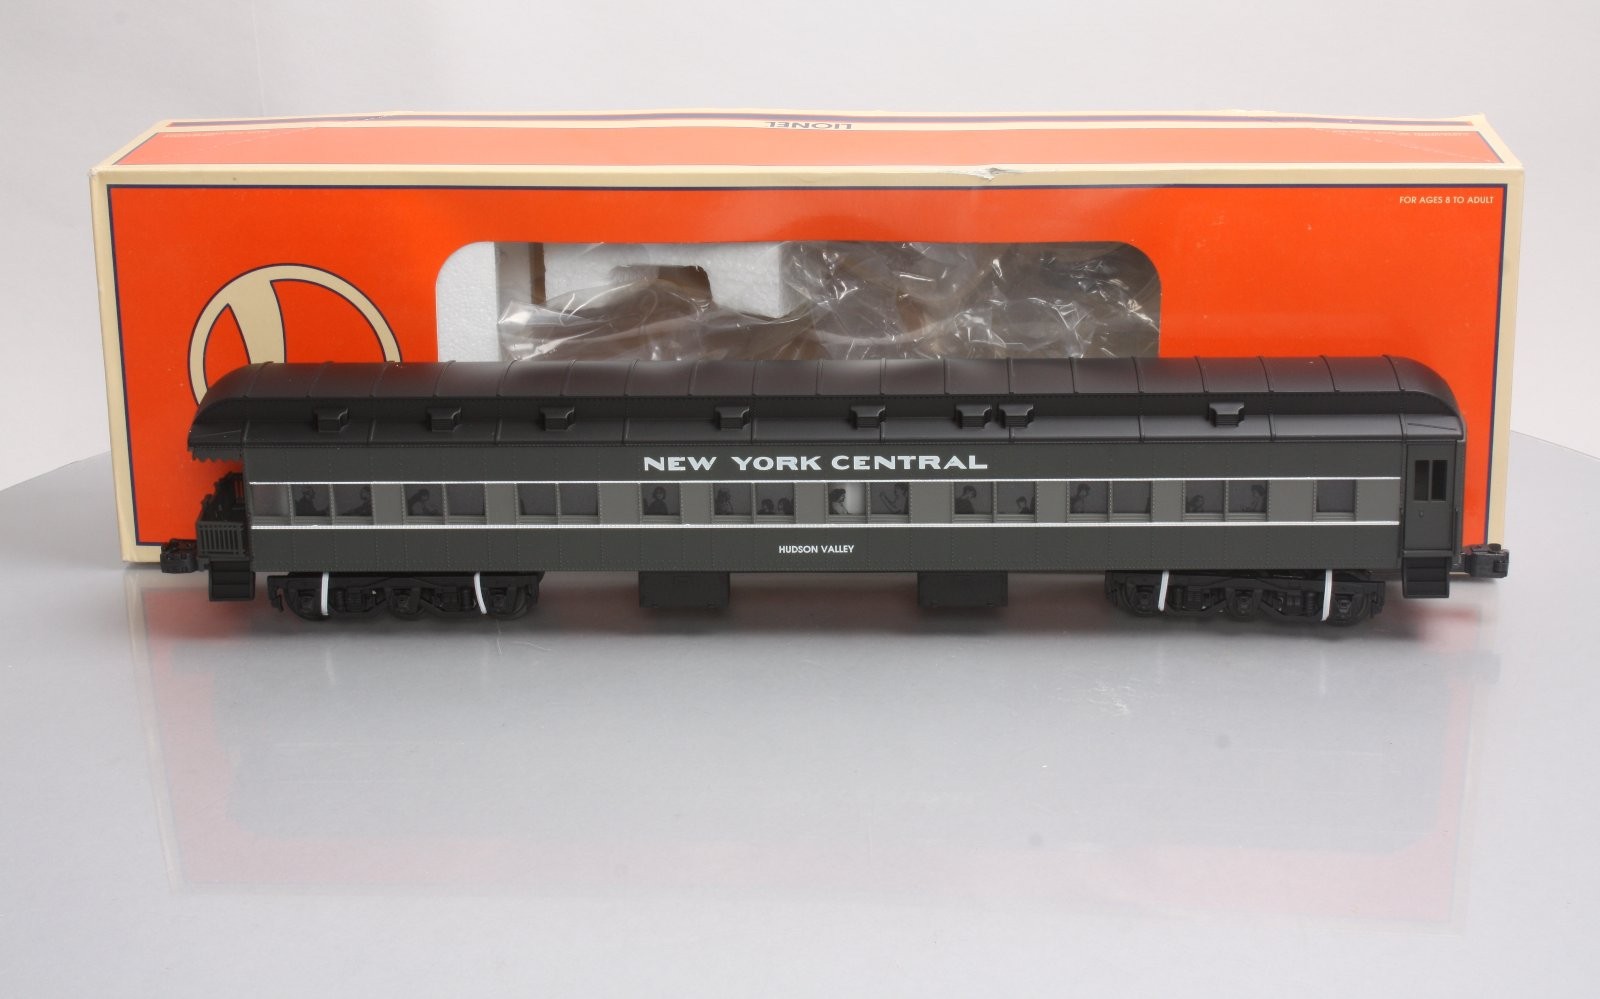 LIONEL
FOR AGES 8 TO ADULT
L
NEW YORK CENTRAL
HUDSON VALLEY